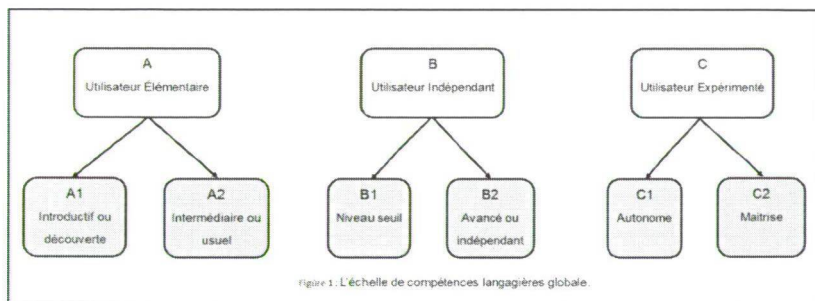 A
Utilisateur Élémentaire
B
Utilisateur Indépendant
C
Utilisateur Expérimenté
A1
Introductif ou
découverte
A2
Intermédiaire ou
usuel
B1
Niveau seuil
B2
Avancé ou
indépendant
C1
Autonome
C2
Maitrise
Figure 1: L'échelle de compétences langagières globale.